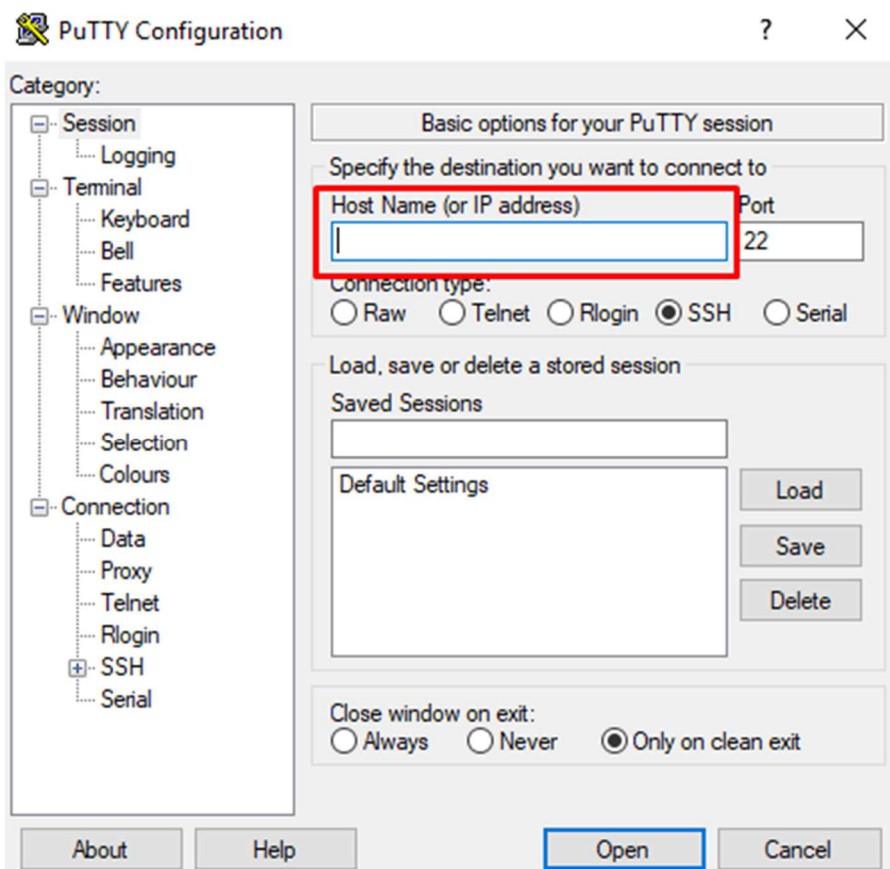 PuTTY Configuration
?
Category:
Session
Logging
Terminal
Keyboard
Bell
Features
Window
Appearance
Behaviour
Translation
Selection
Colours
Connection
Data
Proxy
Telnet
Rlogin
SSH
Serial
Basic options for your PuTTY session
Specify the destination you want to connect to
Host Name (or IP address) Port
22
Connection type:
Raw Telnet Rlogin SSH Serial
Load, save or delete a stored session
Saved Sessions
Default Settings
Load
Save
Delete
Close window on exit:
Always Never Only on clean exit
About Help Open Cancel